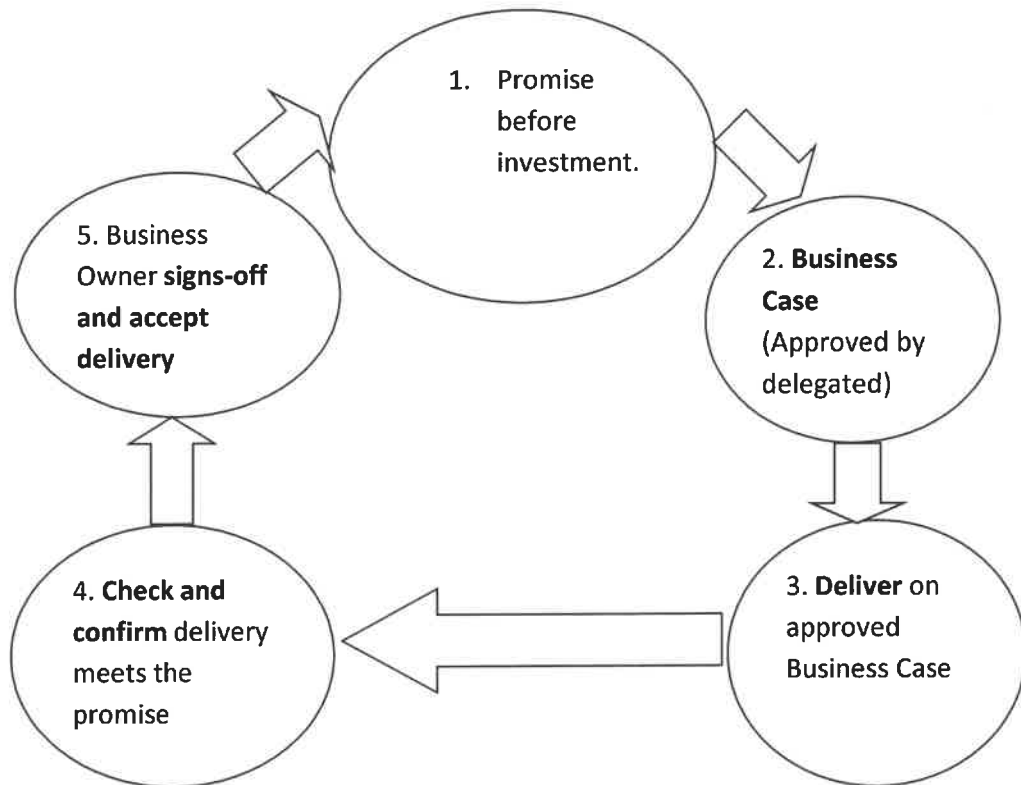 1. Promise
before
investment.
2. Business
Case
(Approved by
delegated)
3. Deliver on
approved
Business Case
4. Check and
confirm delivery
meets the
promise
5. Business
Owner signs-off
and accept
delivery